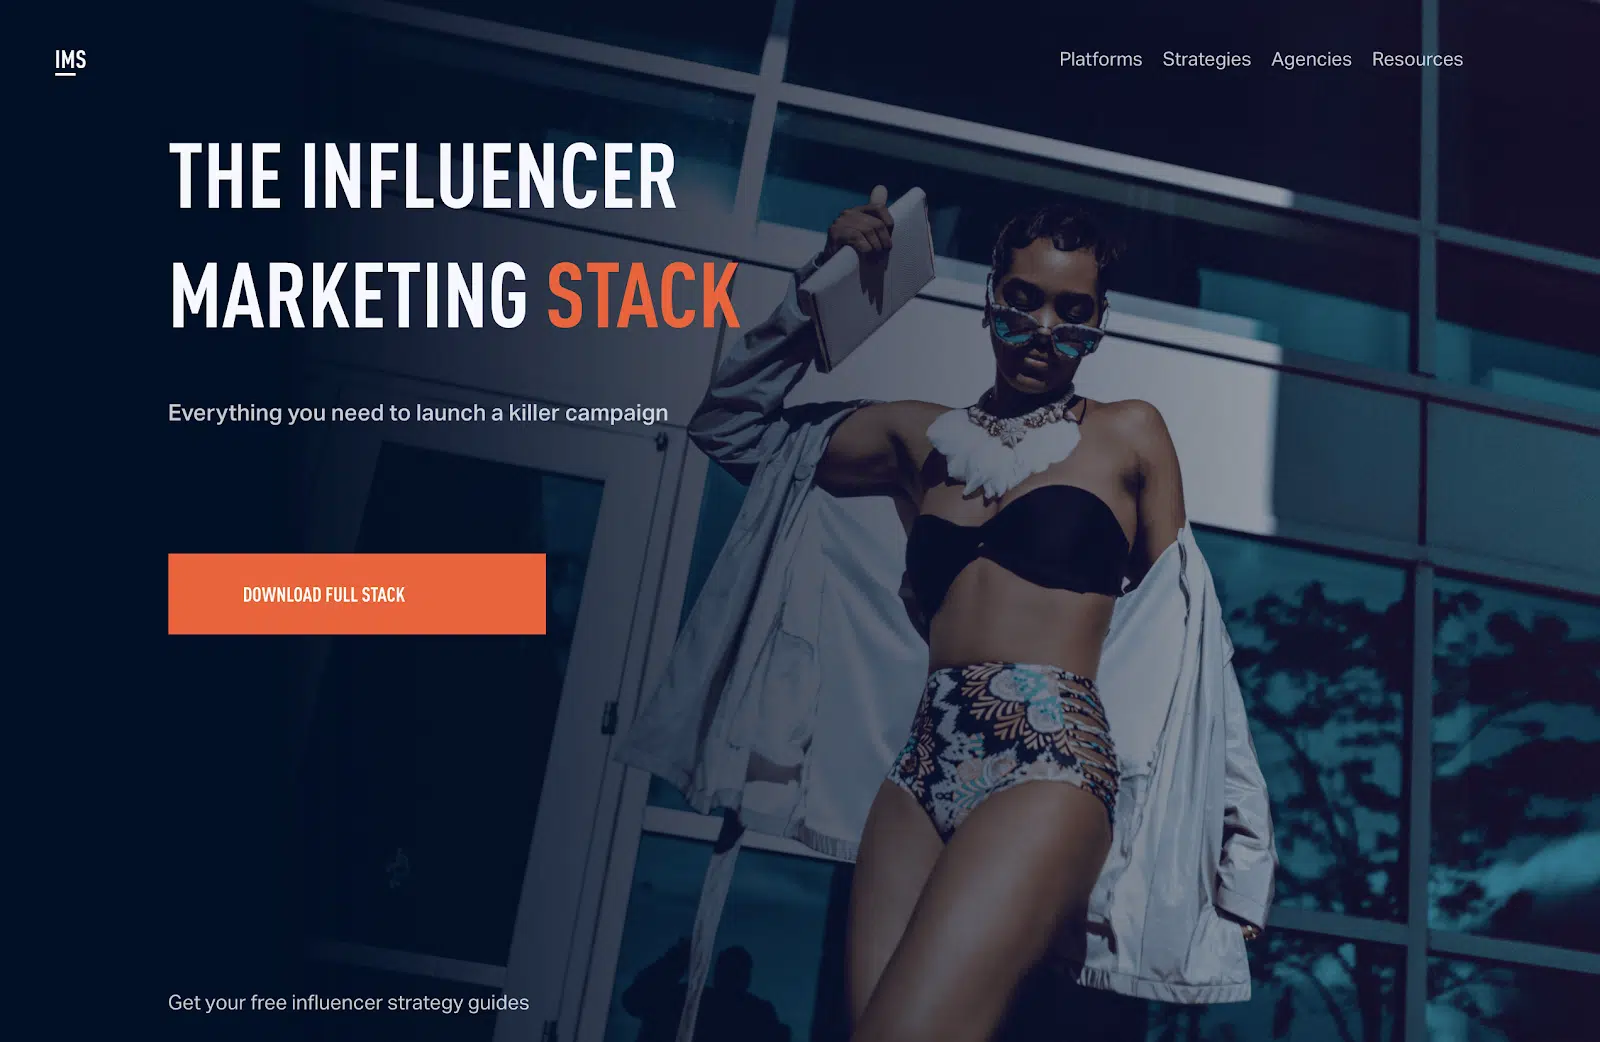 IMS
Platforms Strategies Agencies Resources
THE INFLUENCER
MARKETING STACK
Everything you need to launch a killer campaign
DOWNLOAD FULL STACK
Get your free influencer strategy guides